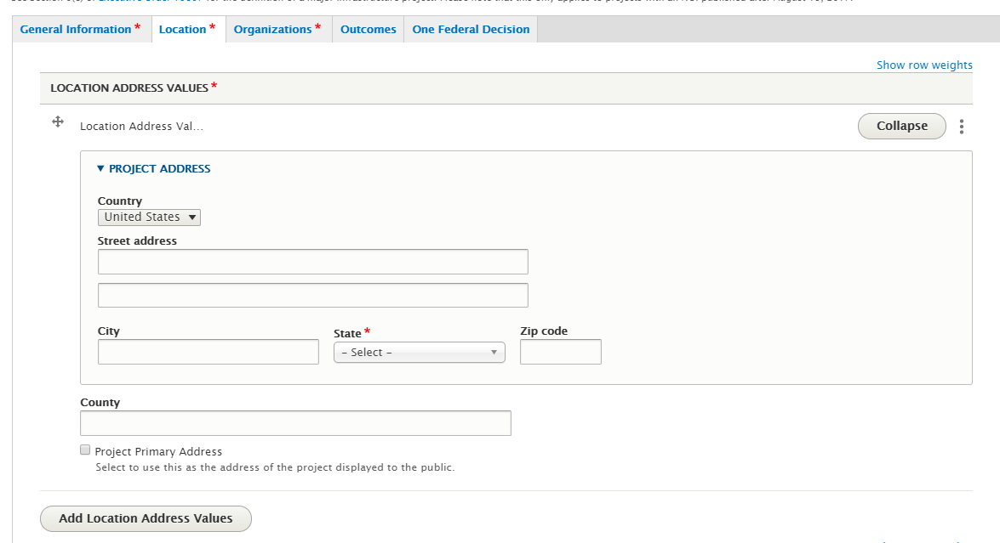 General Information * Location * Organizations * Outcomes One Federal Decision
Show row weights
LOCATION ADDRESS VALUES *
Location Address Val...
Collapse
PROJECT ADDRESS
Country
United States
Street address
City State * Zip code
– Select –
County
Project Primary Address
Select to use this as the address of the project displayed to the public.
Add Location Address Values